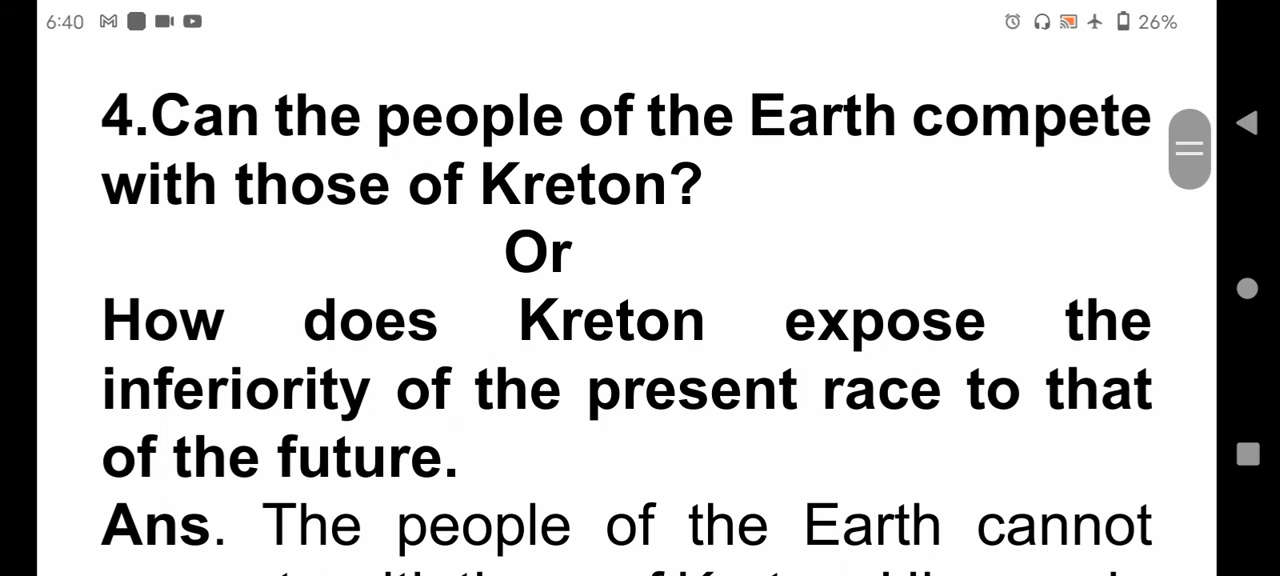 6:40 26%
4.Can the people of the Earth compete
with those of Kreton?
Or
How does Kreton expose the
inferiority of the present race to that
of the future.
Ans. The people of the Earth cannot